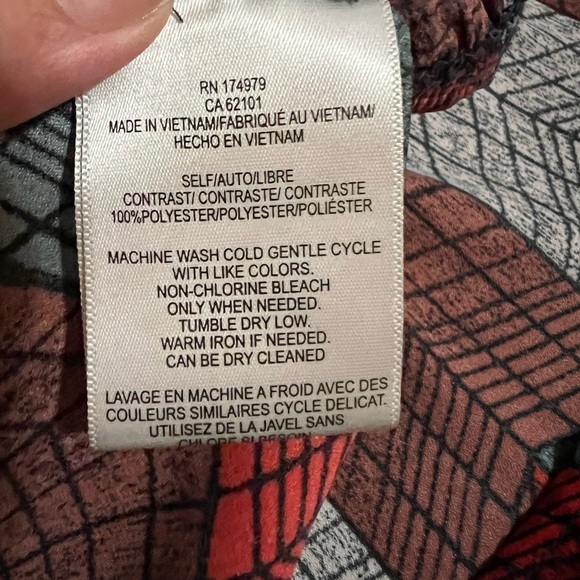 RN 174979
CA 62101
MADE IN VIETNAM/FABRIQUÉ AU VIETNAM/
HECHO EN VIETNAM
SELF/AUTO/LIBRE
CONTRAST/ CONTRASTE/ CONTRASTE
100%POLYESTER/POLYESTER/POLIÉSTER
MACHINE WASH COLD GENTLE CYCLE
WITH LIKE COLORS.
NON-CHLORINE BLEACH
ONLY WHEN NEEDED.
TUMBLE DRY LOW.
WARM IRON IF NEEDED.
CAN BE DRY CLEANED
LAVAGE EN MACHINE A FROID AVEC DES
COULEURS SIMILAIRES CYCLE DELICAT.
UTILISEZ DE LA JAVEL SANS
CHLORE SI BESOIN